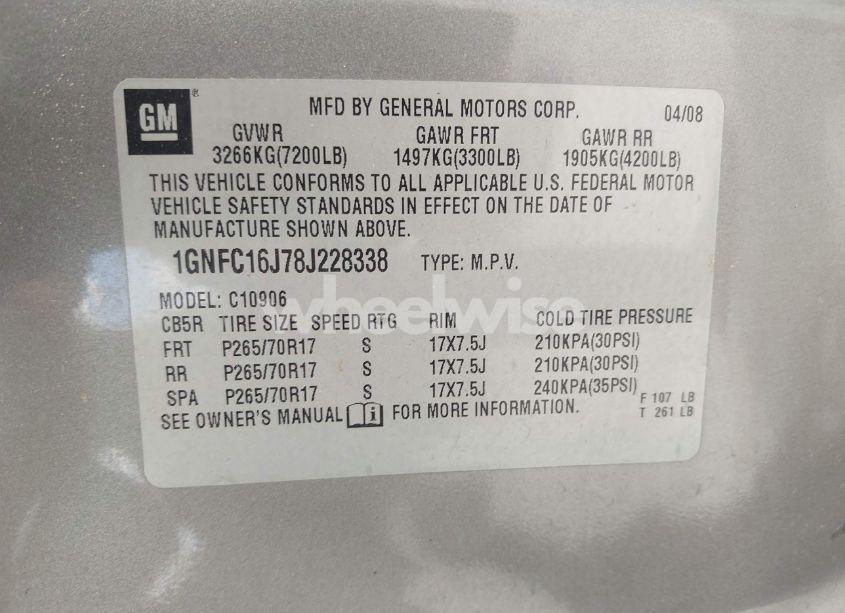 GM ®
MFD BY GENERAL MOTORS CORP. 04/08
GVWR GAWR FRT GAWR RR
3266KG(7200LB) 1497KG(3300LB) 1905KG(4200LB)
THIS VEHICLE CONFORMS TO ALL APPLICABLE U.S. FEDERAL MOTOR
VEHICLE SAFETY STANDARDS IN EFFECT ON THE DATE OF
MANUFACTURE SHOWN ABOVE.
1GNFC16J78J228338 TYPE: M.P.V.
MODEL: C10906
wheelwise
CB5R TIRE SIZE SPEED RTG RIM COLD TIRE PRESSURE
FRT P265/70R17 S 17X7.5J 210KPA(30PSI)
RR P265/70R17 S 17X7.5J 210KPA(30PSI)
SPA P265/70R17 S 17X7.5J 240KPA(35PSI)
SEE OWNER'S MANUAL i FOR MORE INFORMATION.
F 107 LB
T 261 LB